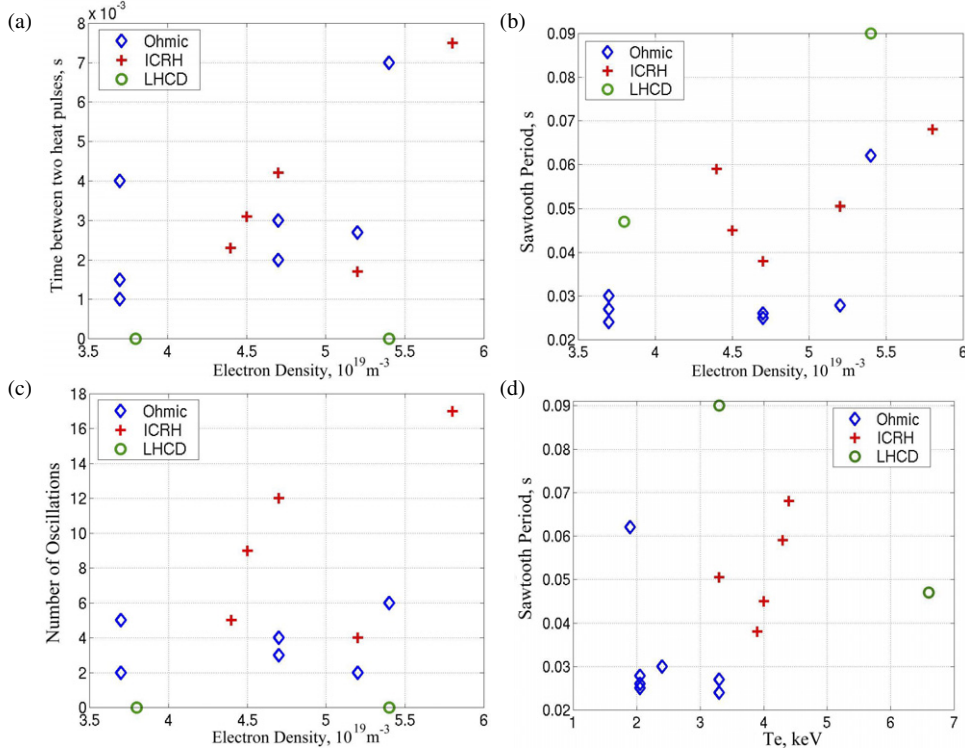 (a)
× 10⁻³
8
7
6
5
4
3
2
1
0
3.5 4 4.5 5 5.5 6
Time between two heat pulses, s
Electron Density, 10¹⁹m⁻³
Ohmic
ICRH
LHCD
(b)
0.09
0.08
0.07
0.06
0.05
0.04
0.03
0.02
3.5 4 4.5 5 5.5 6
Sawtooth Period, s
Electron Density, 10¹⁹m⁻³
Ohmic
ICRH
LHCD
(c)
18
16
14
12
10
8
6
4
2
0
3.5 4 4.5 5 5.5 6
Number of Oscillations
Electron Density, 10¹⁹m⁻³
Ohmic
ICRH
LHCD
(d)
0.09
0.08
0.07
0.06
0.05
0.04
0.03
0.02
1 2 3 4 5 6 7
Sawtooth Period, s
Te, keV
Ohmic
ICRH
LHCD